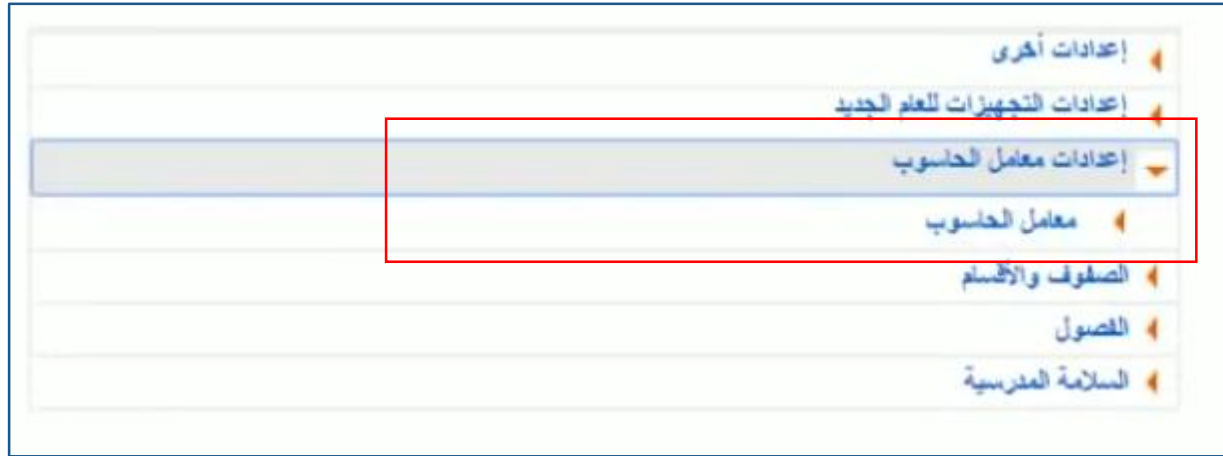 إعدادات أخرى
إعدادات التجهيزات للعام الجديد
إعدادات معامل الحاسوب
معامل الحاسوب
الصفوف والأقسام
الفصول
السلامة المدرسية